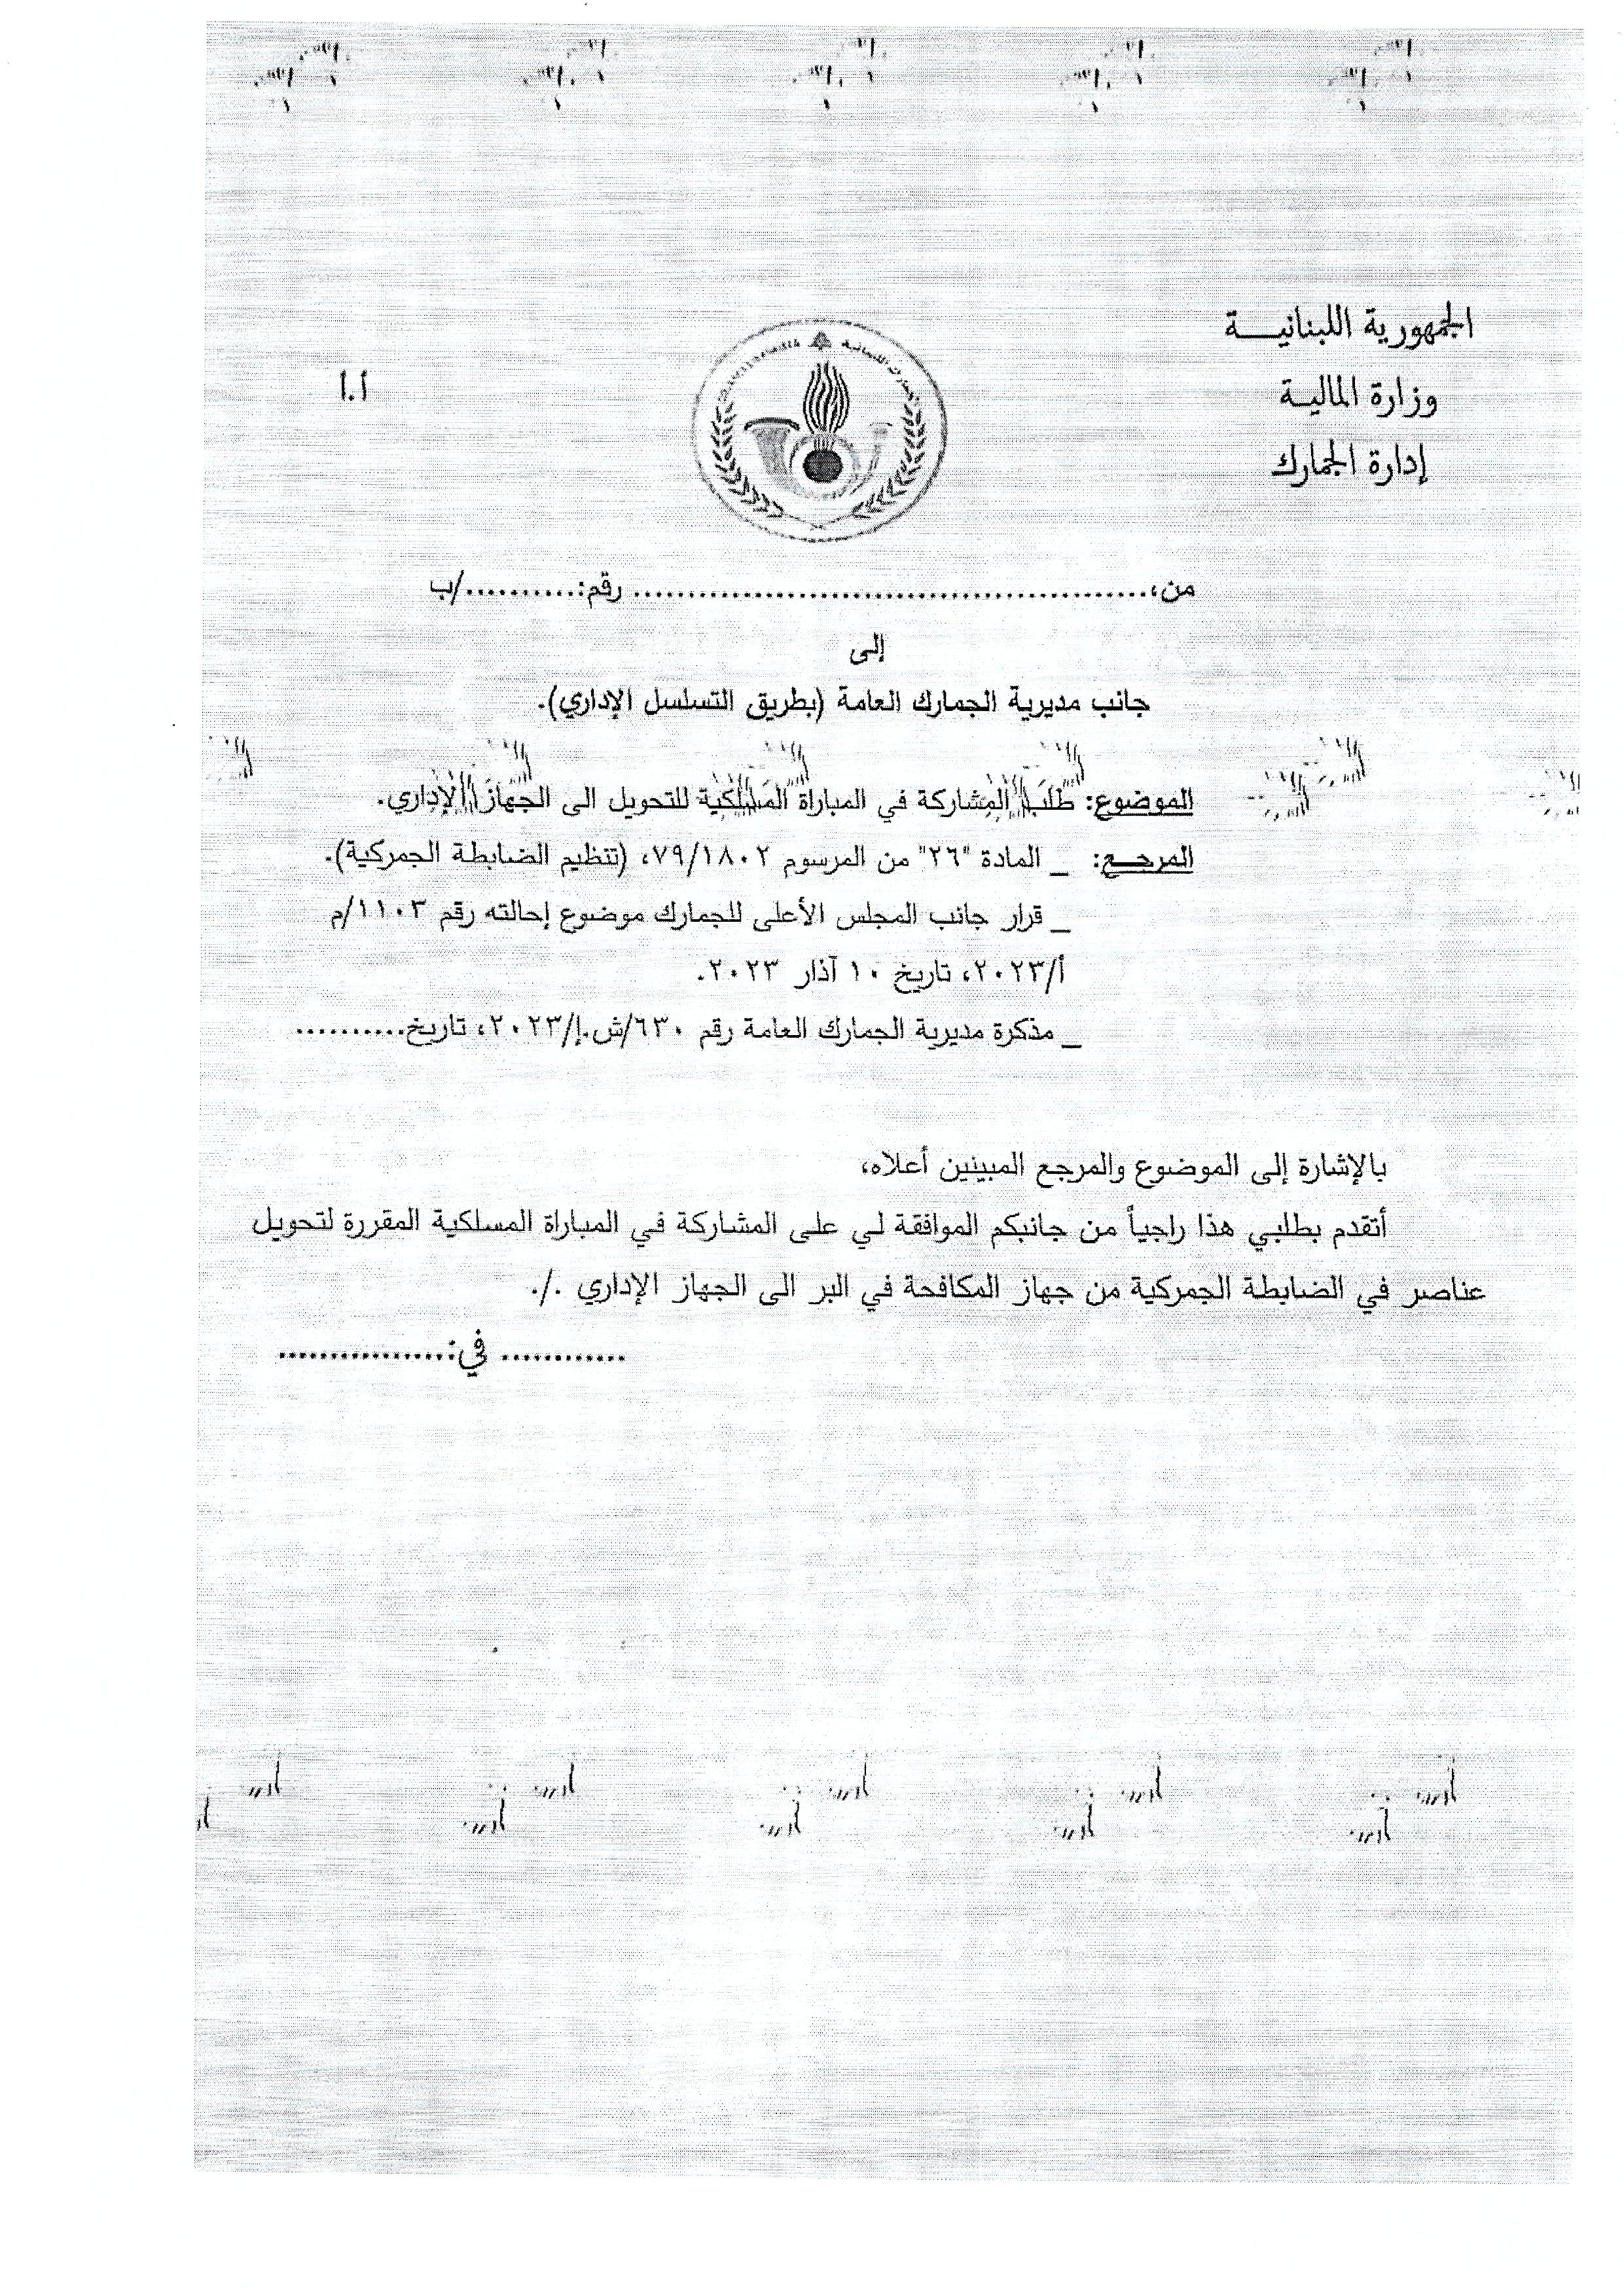 الجمهورية اللبنانيـــة
وزارة الماليـة
إدارة الجمارك
أ.أ
من،................................................ رقم:.........../ب
إلى
جانب مديرية الجمارك العامة (بطريق التسلسل الإداري).
الموضوع: طلب المشاركة في المباراة المسلكية للتحويل الى الجهاز الإداري.
المرجـــع: _ المادة "٢٦" من المرسوم ٧٩/١٨٠٢، (تنظيم الضابطة الجمركية).
_ قرار جانب المجلس الأعلى للجمارك موضوع إحالته رقم ١١٠٣/م
أ/٢٠٢٣، تاريخ ١٠ آذار ٢٠٢٣.
_ مذكرة مديرية الجمارك العامة رقم ٦٣٠/ش.إ/٢٠٢٣، تاريخ..........
بالإشارة إلى الموضوع والمرجع المبينين أعلاه،
أتقدم بطلبي هذا راجياً من جانبكم الموافقة لي على المشاركة في المباراة المسلكية المقررة لتحويل
عناصر في الضابطة الجمركية من جهاز المكافحة في البر الى الجهاز الإداري ./.
............ في:.................